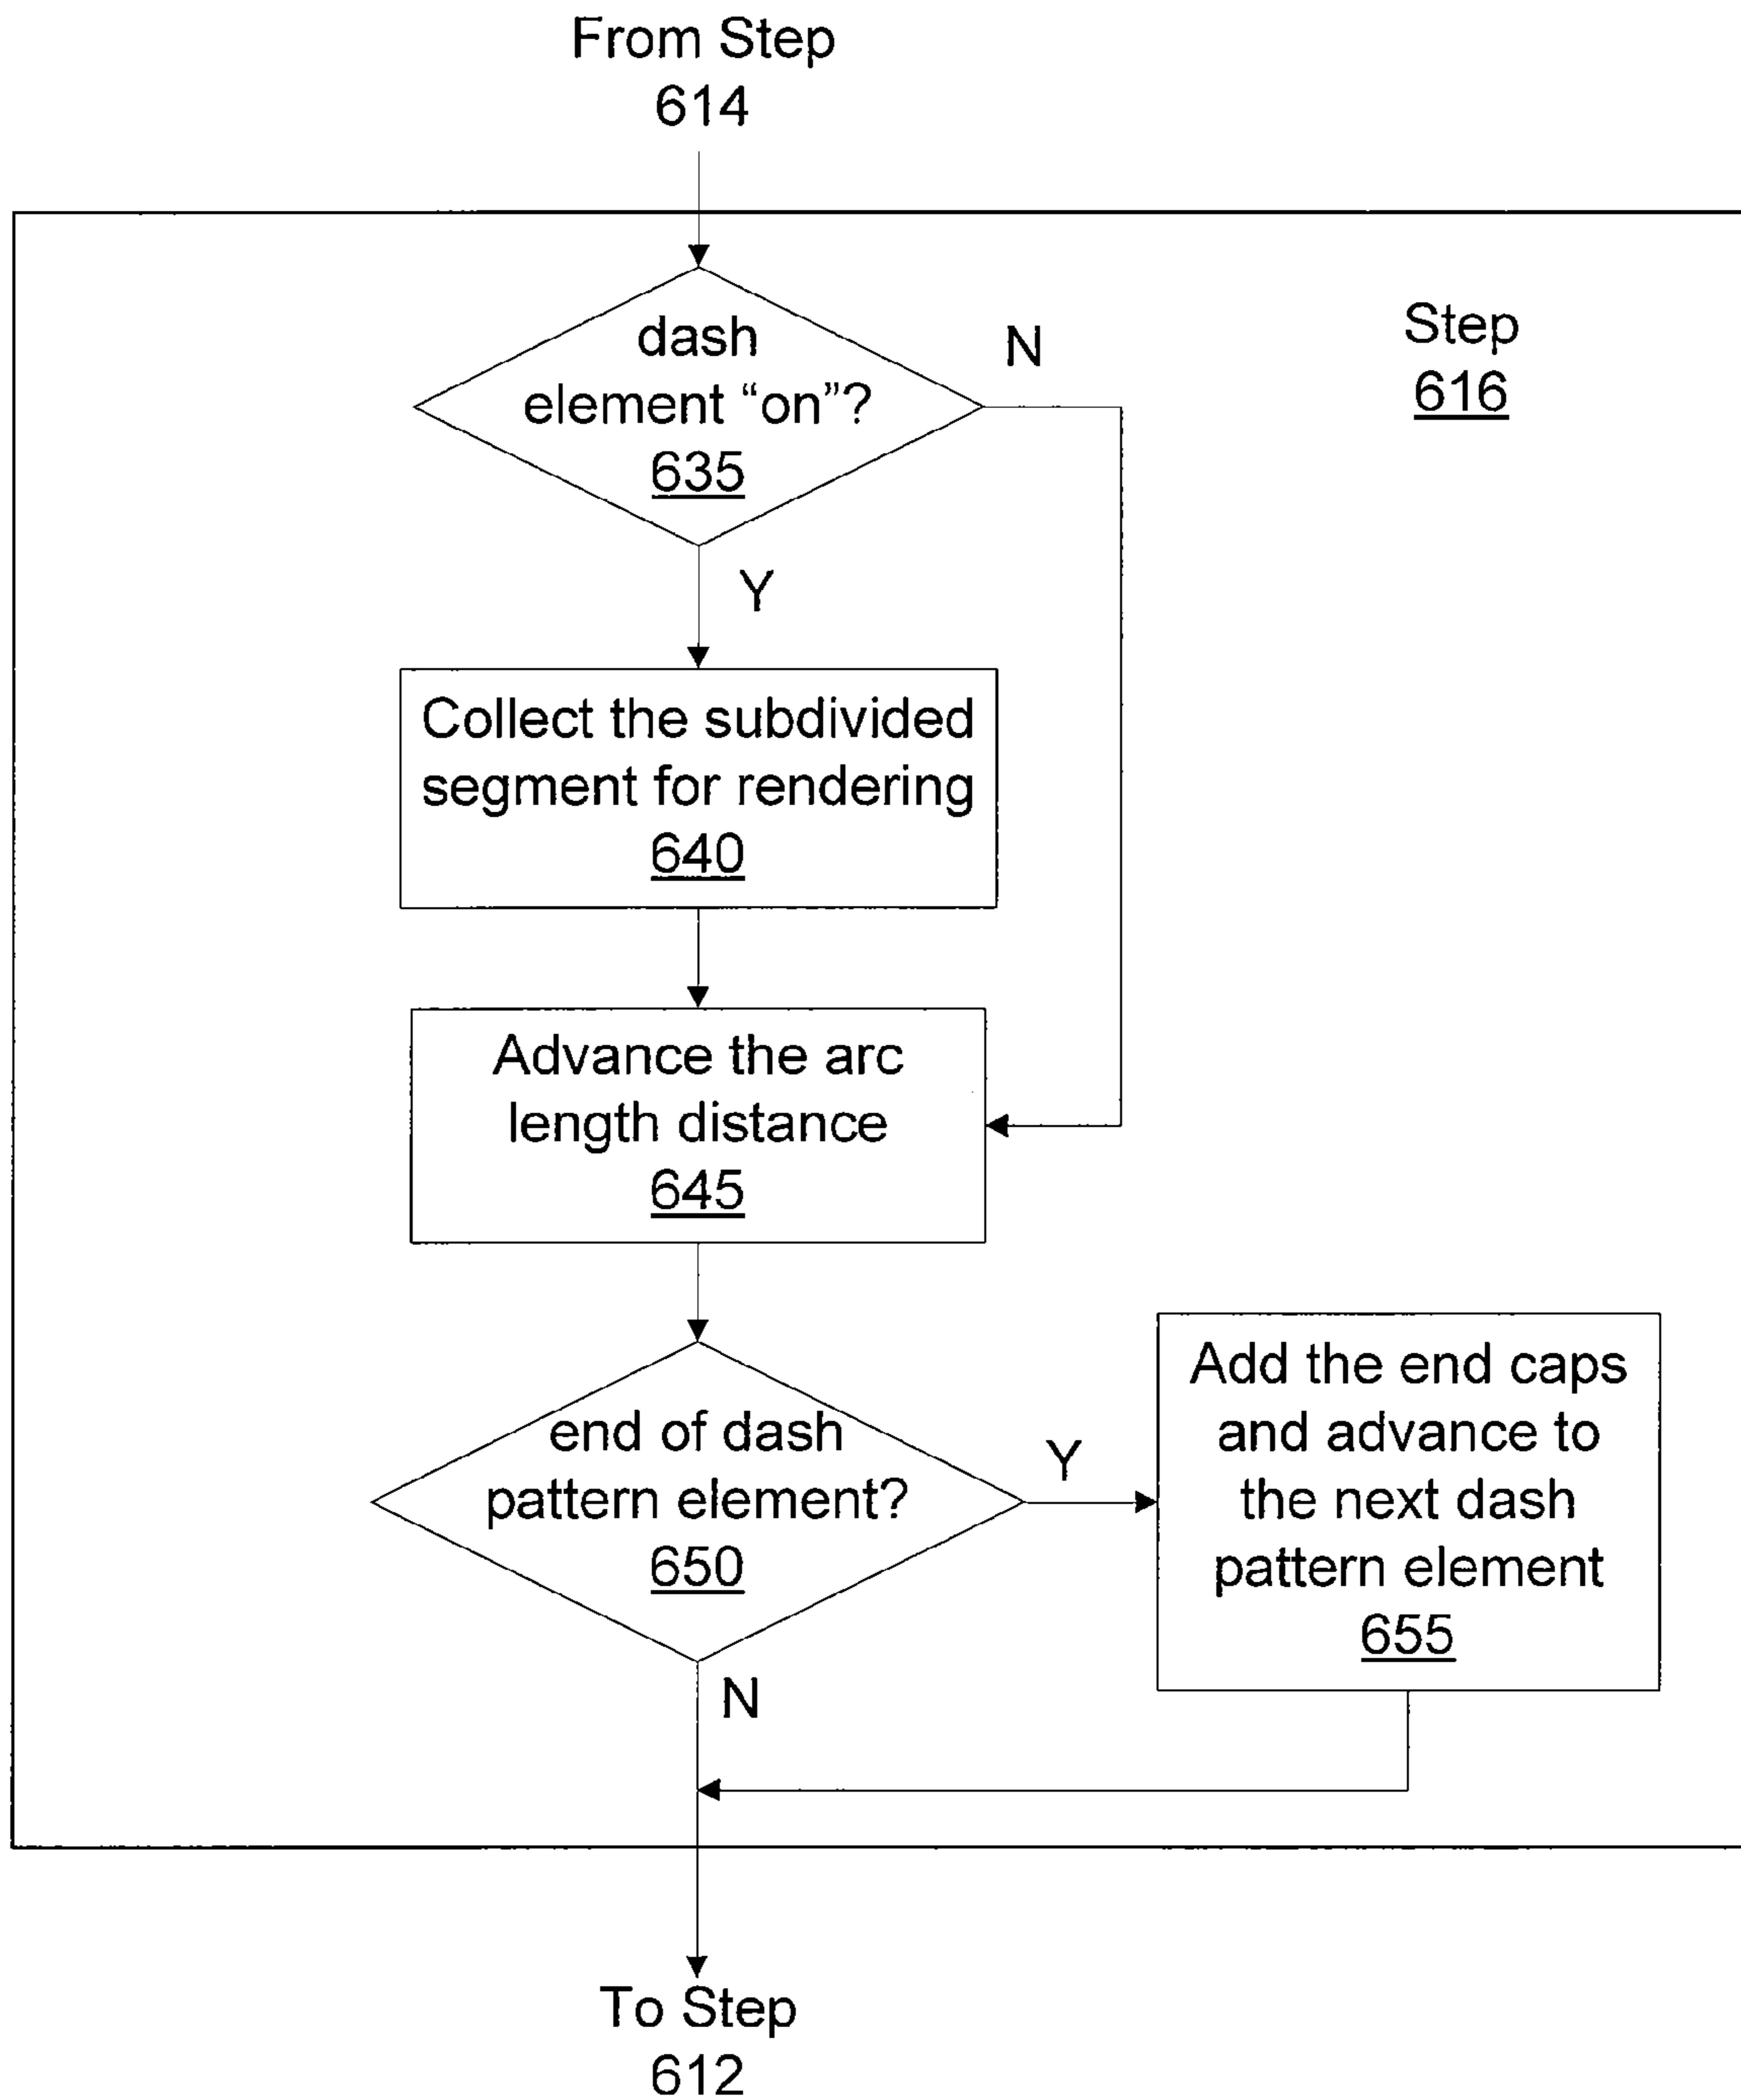 From Step
614
Step
616
dash
element “on”?
635
N
Y
Collect the subdivided
segment for rendering
640
Advance the arc
length distance
645
end of dash
pattern element?
650
Y
N
Add the end caps
and advance to
the next dash
pattern element
655
To Step
612